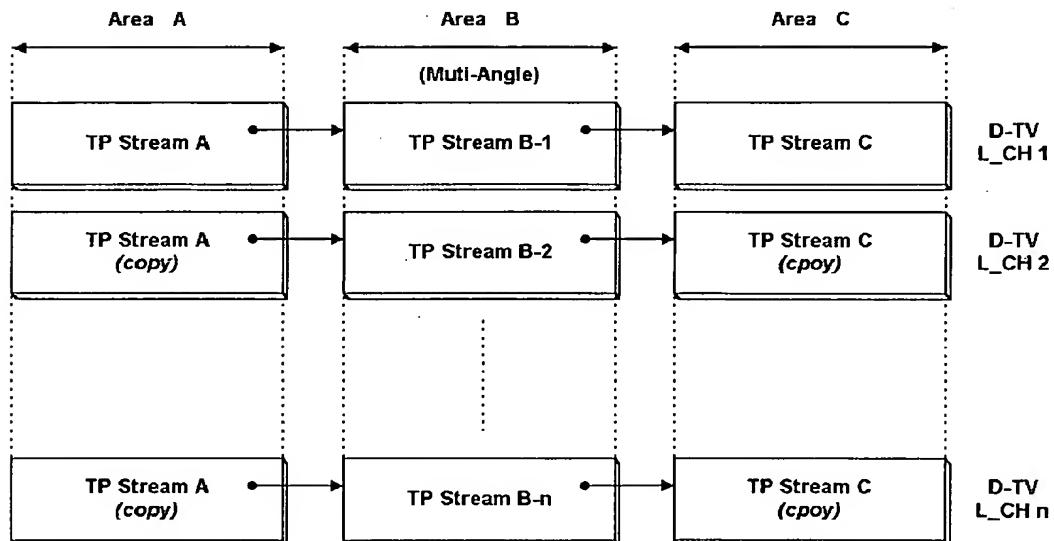 Area A
Area B
Area C
(Muti-Angle)
TP Stream A
TP Stream B-1
TP Stream C
D-TV
L_CH 1
TP Stream A
(copy)
TP Stream B-2
TP Stream C
(cpoy)
D-TV
L_CH 2
TP Stream A
(copy)
TP Stream B-n
TP Stream C
(cpoy)
D-TV
L_CH n